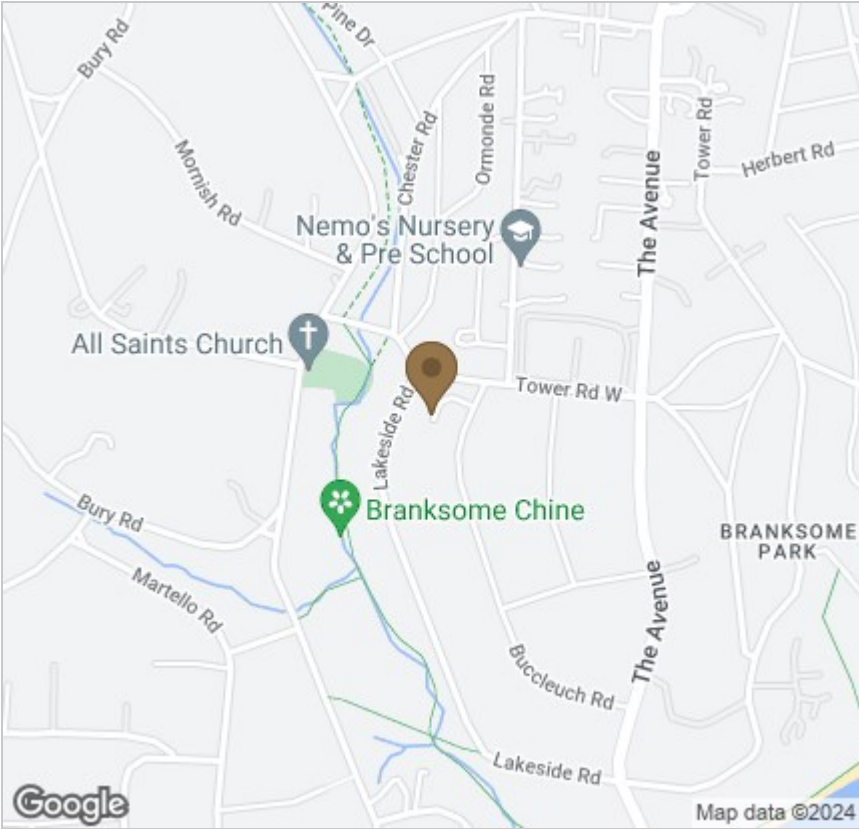 Pine Dr
Bury Rd
Chester Rd
Ormonde Rd
Tower Rd
Herbert Rd
Mornish Rd
The Avenue
Nemo's Nursery
& Pre School
All Saints Church
Tower Rd W
Lakeside Rd
Branksome Chine
Bury Rd
BRANKSOME
PARK
Martello Rd
The Avenue
Buccleuch Rd
Lakeside Rd
Google
Map data ©2024